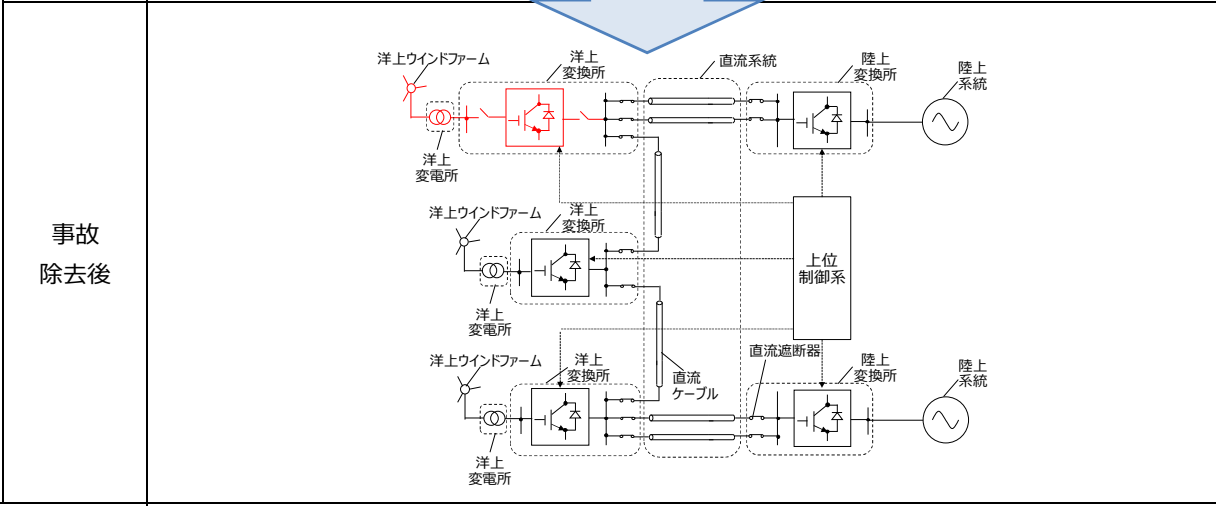 事故
除去後
洋上ウインドファーム
洋上
変換所
直流系統
陸上
変換所
陸上
系統
洋上
変電所
洋上ウインドファーム
洋上
変換所
上位
制御系
洋上
変電所
洋上ウインドファーム
洋上
変換所
直流
ケーブル
直流遮断器
陸上
変換所
陸上
系統
洋上
変電所